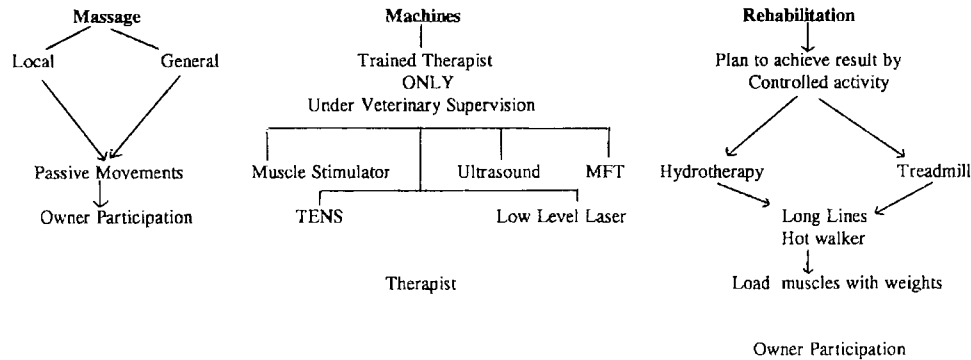 Massage
Local
General
Passive Movements
Owner Participation
Machines
Trained Therapist
ONLY
Under Veterinary Supervision
Muscle Stimulator
Ultrasound
MFT
TENS
Low Level Laser
Therapist
Rehabilitation
Plan to achieve result by
Controlled activity
Hydrotherapy
Treadmill
Long Lines
Hot walker
Load muscles with weights
Owner Participation